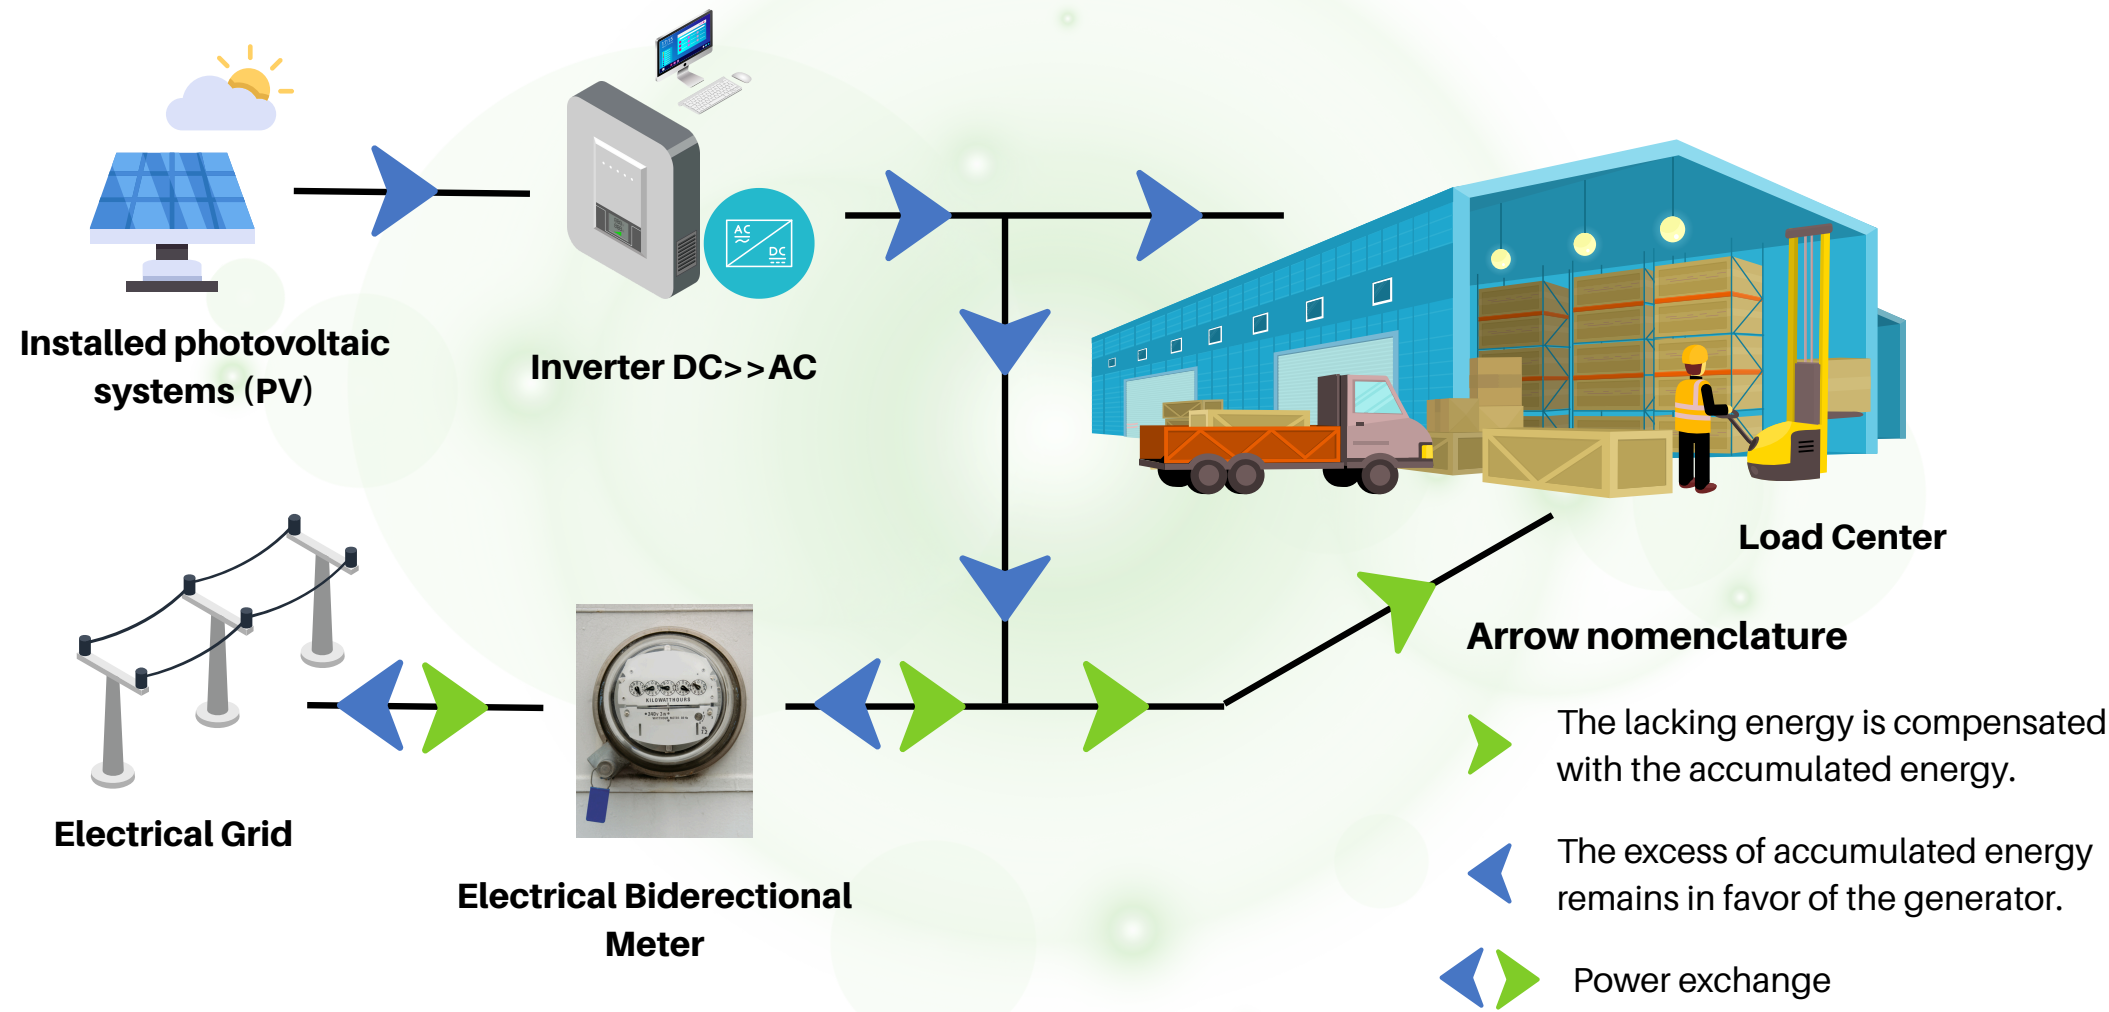 AC
DC
Installed photovoltaic
systems (PV)
Inverter DC>>AC
Load Center
KILOWATTHOURS
Electrical Grid
Electrical Biderectional
Meter
Arrow nomenclature
The lacking energy is compensated
with the accumulated energy.
The excess of accumulated energy
remains in favor of the generator.
Power exchange